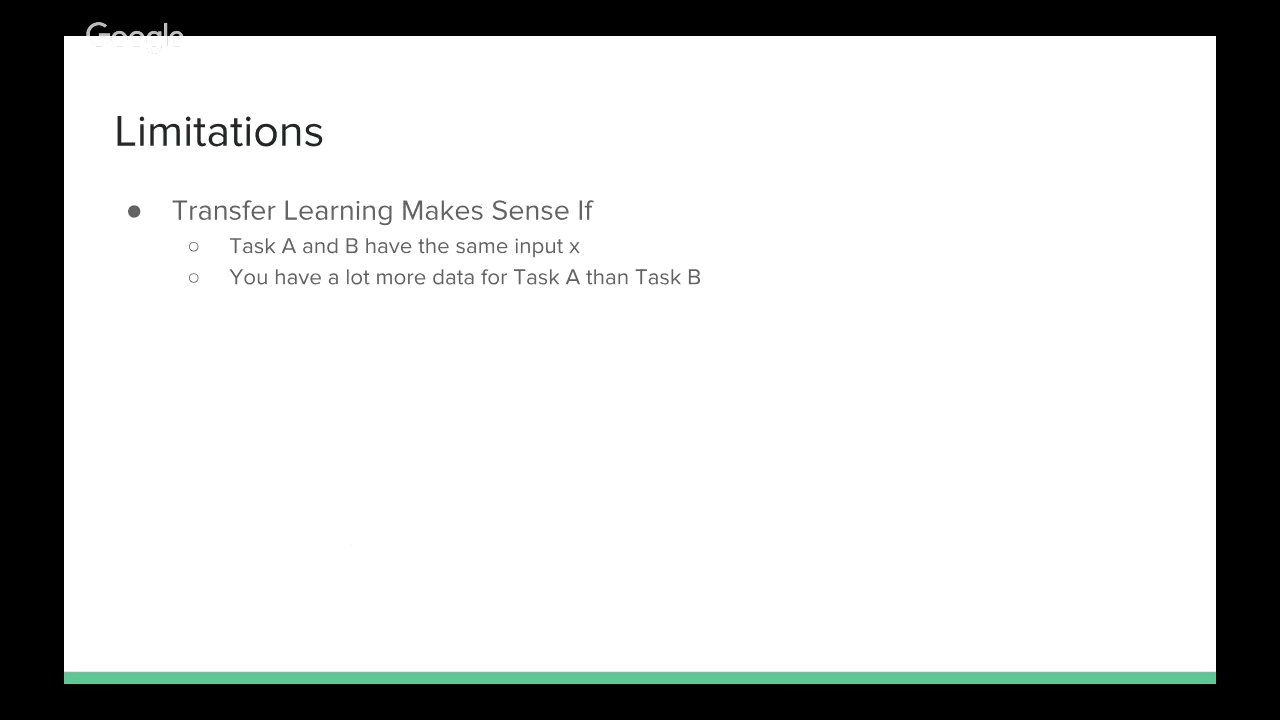 Google
Limitations
● Transfer Learning Makes Sense If
○ Task A and B have the same input x
○ You have a lot more data for Task A than Task B